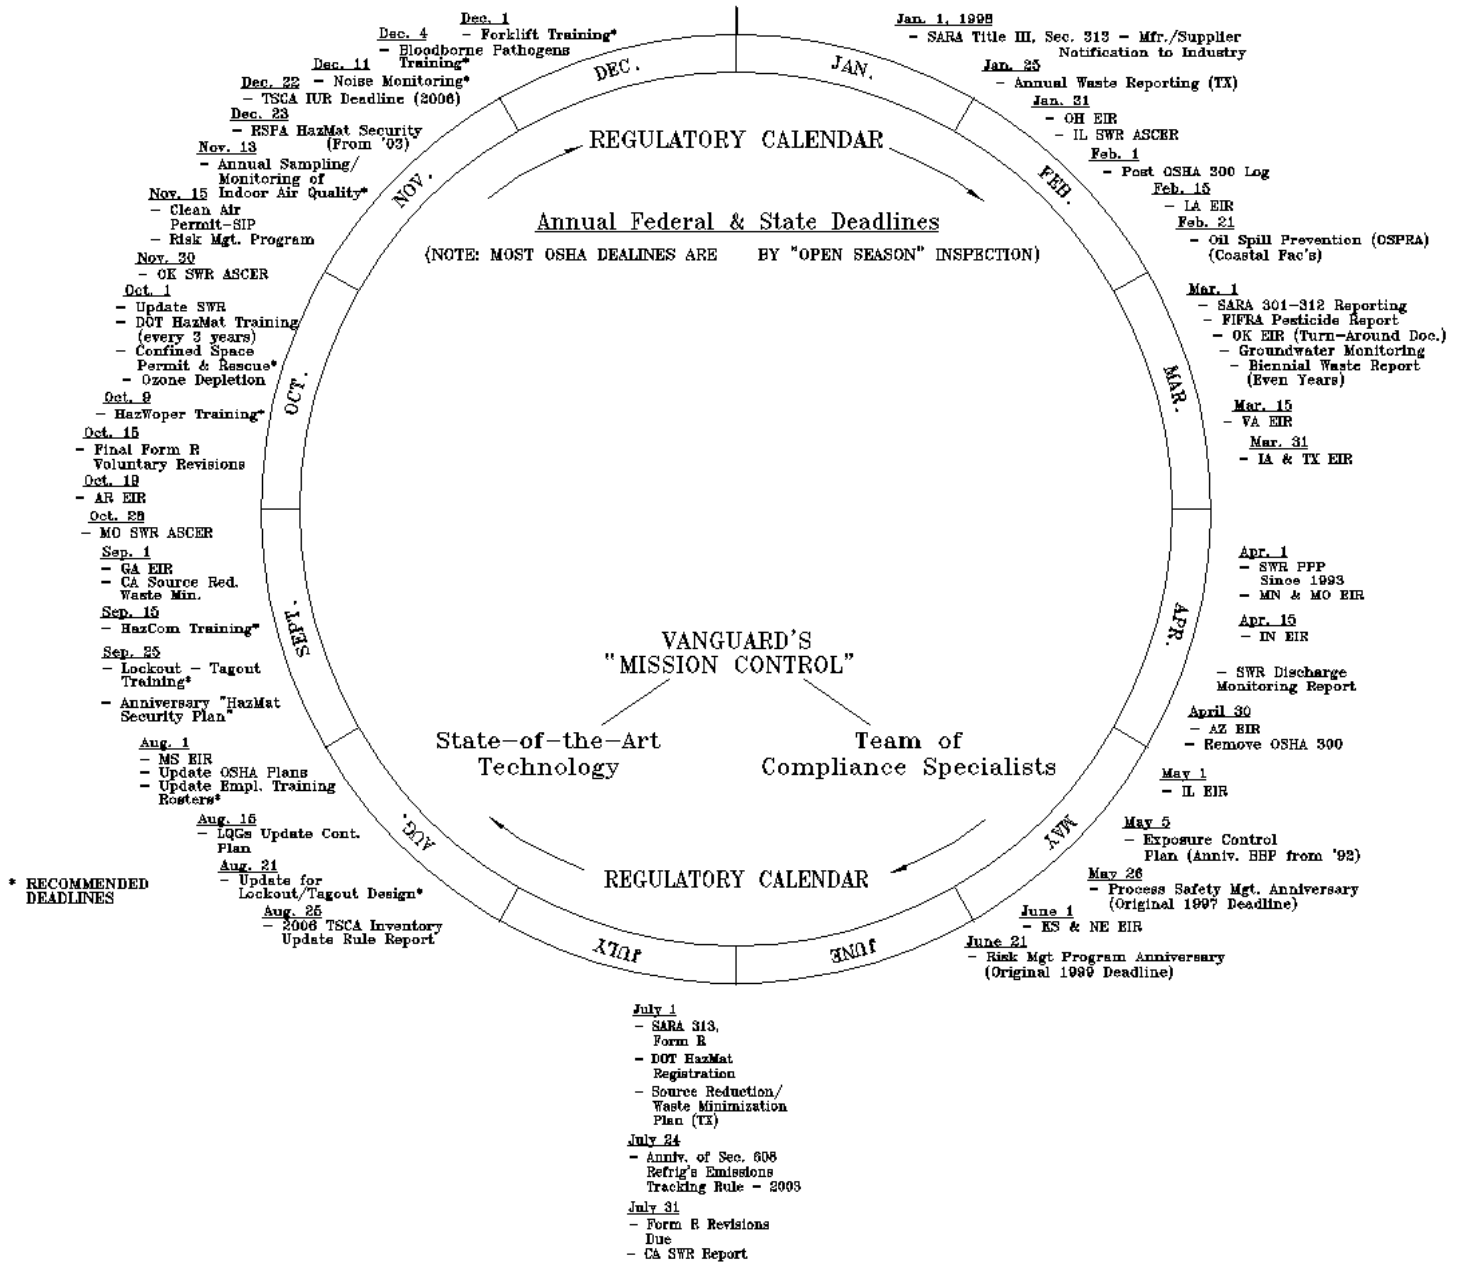 Jan. 1, 1998
- SARA Title III, Sec. 313 - Mfr./Supplier
Notification to Industry
Jan. 25
- Annual Waste Reporting (TX)
Jan. 31
- OH EIR
- IL SWR ASCER
Feb. 1
- Post OSHA 300 Log
Feb. 15
- LA EIR
Feb. 21
- Oil Spill Prevention (OSPRA)
(Coastal Fac's)
Mar. 1
- SARA 301-312 Reporting
- FIFRA Pesticide Report
- OK EIR (Turn-Around Doc.)
- Groundwater Monitoring
- Biennial Waste Report
(Even Years)
Mar. 15
- VA EIR
Mar. 31
- IA & TX EIR
Apr. 1
- SWR PPP
Since 1993
- MN & MO EIR
Apr. 15
- IN EIR
- SWR Discharge
Monitoring Report
April 30
- AZ EIR
- Remove OSHA 300
May 1
- IL EIR
May 5
- Exposure Control
Plan (Anniv. BBP from '92)
May 26
- Process Safety Mgt. Anniversary
(Original 1997 Deadline)
June 1
- KS & NE EIR
June 21
- Risk Mgt Program Anniversary
(Original 1999 Deadline)
July 1
- SARA 313,
Form R
- DOT HazMat
Registration
- Source Reduction/
Waste Minimization
Plan (TX)
July 24
- Anniv. of Sec. 608
Refrig's Emissions
Tracking Rule - 2003
July 31
- Form R Revisions
Due
- CA SWR Report
Aug. 1
- MS EIR
- Update OSHA Plans
- Update Empl. Training
Rosters*
Aug. 15
- LQGs Update Cont.
Plan
Aug. 21
- Update for
Lockout/Tagout Design*
Aug. 25
- 2006 TSCA Inventory
Update Rule Report
Sep. 1
- GA EIR
- CA Source Red.
Waste Min.
Sep. 15
- HazCom Training*
Sep. 25
- Lockout - Tagout
Training*
- Anniversary "HazMat
Security Plan"
Oct. 1
- Update SWR
- DOT HazMat Training
(every 3 years)
- Confined Space
Permit & Rescue*
- Ozone Depletion
Oct. 9
- HazWoper Training*
Oct. 15
- Final Form R
Voluntary Revisions
Oct. 19
- AR EIR
Oct. 28
- MO SWR ASCER
Nov. 13
- Annual Sampling/
Monitoring of
Indoor Air Quality*
Nov. 15
- Clean Air
Permit-SIP
- Risk Mgt. Program
Nov. 30
- OK SWR ASCER
Dec. 1
- Forklift Training*
Dec. 4
- Bloodborne Pathogens
Training*
Dec. 11
- Noise Monitoring*
Dec. 22
- TSCA IUR Deadline (2006)
Dec. 23
- RSPA HazMat Security
(From '03)
JAN.
FEB.
MAR.
APR.
MAY
JUNE
JULY
AUG.
SEPT.
OCT.
NOV.
DEC.
REGULATORY CALENDAR
Annual Federal & State Deadlines
(NOTE: MOST OSHA DEALINES ARE BY "OPEN SEASON" INSPECTION)
VANGUARD'S
"MISSION CONTROL"
State-of-the-Art
Technology
Team of
Compliance Specialists
REGULATORY CALENDAR
* RECOMMENDED
DEADLINES